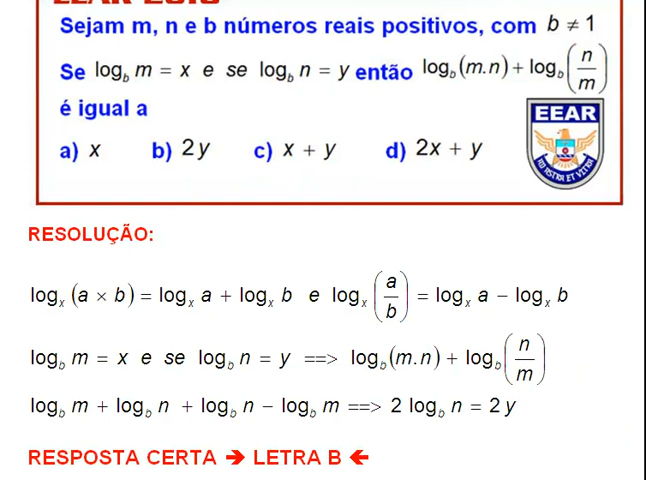 Sejam m, n e b números reais positivos, com b ≠ 1
Se log_b m = x e se log_b n = y então log_b(m.n) + log_b(n/m)
é igual a
a) x b) 2y c) x + y d) 2x + y
EEAR
RESOLUÇÃO:
log_x (a × b) = log_x a + log_x b e log_x (a/b) = log_x a − log_x b
log_b m = x e se log_b n = y ==> log_b(m.n) + log_b(n/m)
log_b m + log_b n + log_b n − log_b m ==> 2 log_b n = 2y
RESPOSTA CERTA ➔ LETRA B 🡰